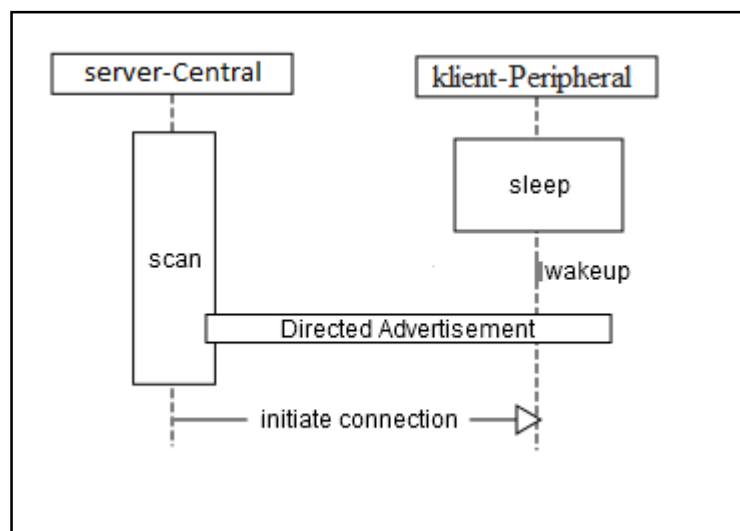 server-Central
klient-Peripheral
sleep
scan
wakeup
Directed Advertisement
initiate connection